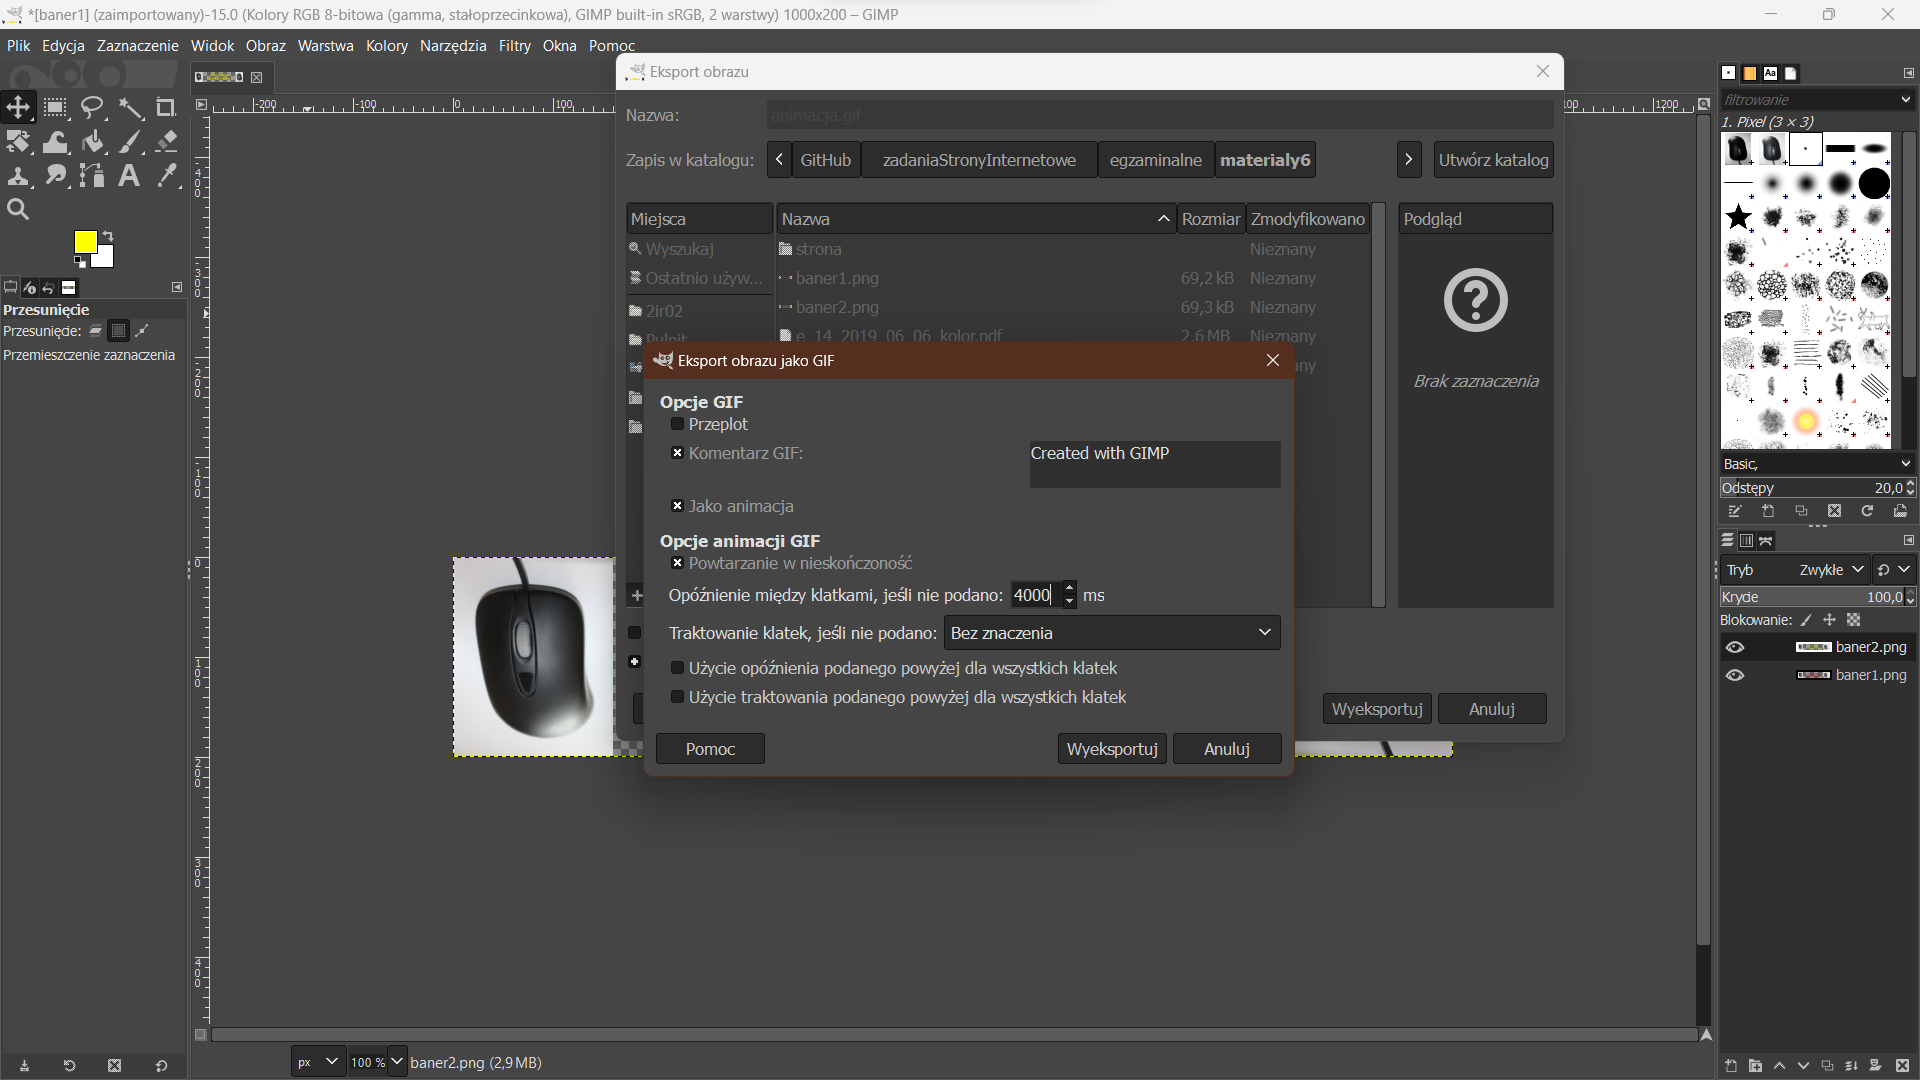 *[baner1] (zaimportowany)-15.0 (Kolory RGB 8-bitowa (gamma, stałoprzecinkowa), GIMP built-in sRGB, 2 warstwy) 1000x200 – GIMP
Plik Edycja Zaznaczenie Widok Obraz Warstwa Kolory Narzędzia Filtry Okna Pomoc
Eksport obrazu
Nazwa: animacja.gif
Zapis w katalogu: GitHub zadaniaStronyInternetowe egzaminalne materialy6 Utwórz katalog
Miejsca Nazwa Rozmiar Zmodyfikowano Podgląd
Wyszukaj strona Nieznany
Ostatnio używ... baner1.png 69,2 kB Nieznany
2ir02 baner2.png 69,3 kB Nieznany
Pulpit e_14_2019_06_06_kolor.pdf 2,6 MB Nieznany
Brak zaznaczenia
Eksport obrazu jako GIF
Opcje GIF
Przeplot
Komentarz GIF: Created with GIMP
Jako animacja
Opcje animacji GIF
Powtarzanie w nieskończoność
Opóźnienie między klatkami, jeśli nie podano: 4000 ms
Traktowanie klatek, jeśli nie podano: Bez znaczenia
Użycie opóźnienia podanego powyżej dla wszystkich klatek
Użycie traktowania podanego powyżej dla wszystkich klatek
Pomoc Wyeksportuj Anuluj
Wyeksportuj Anuluj
Przesunięcie
Przesunięcie:
Przemieszczenie zaznaczenia
-200 -100 0 100 1200
filtrowanie
1. Pixel (3 × 3)
Basic,
Odstępy 20,0
Tryb Zwykłe
Krycie 100,0
Blokowanie:
baner2.png
baner1.png
px 100 % baner2.png (2,9 MB)